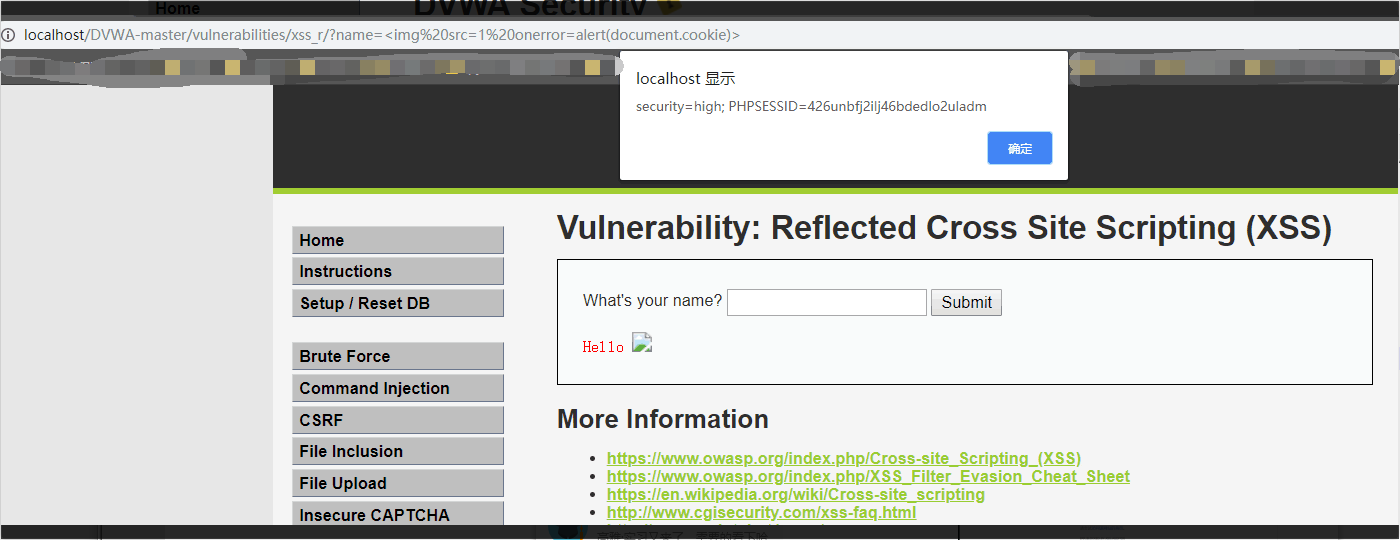 Home
DVWA Security
localhost/DVWA-master/vulnerabilities/xss_r/?name=<img%20src=1%20onerror=alert(document.cookie)>
localhost 显示
security=high; PHPSESSID=426unbfj2ilj46bdedlo2uladm
确定
Home
Instructions
Setup / Reset DB
Brute Force
Command Injection
CSRF
File Inclusion
File Upload
Insecure CAPTCHA
Vulnerability: Reflected Cross Site Scripting (XSS)
What's your name?
Submit
Hello
More Information
https://www.owasp.org/index.php/Cross-site_Scripting_(XSS)
https://www.owasp.org/index.php/XSS_Filter_Evasion_Cheat_Sheet
https://en.wikipedia.org/wiki/Cross-site_scripting
http://www.cgisecurity.com/xss-faq.html